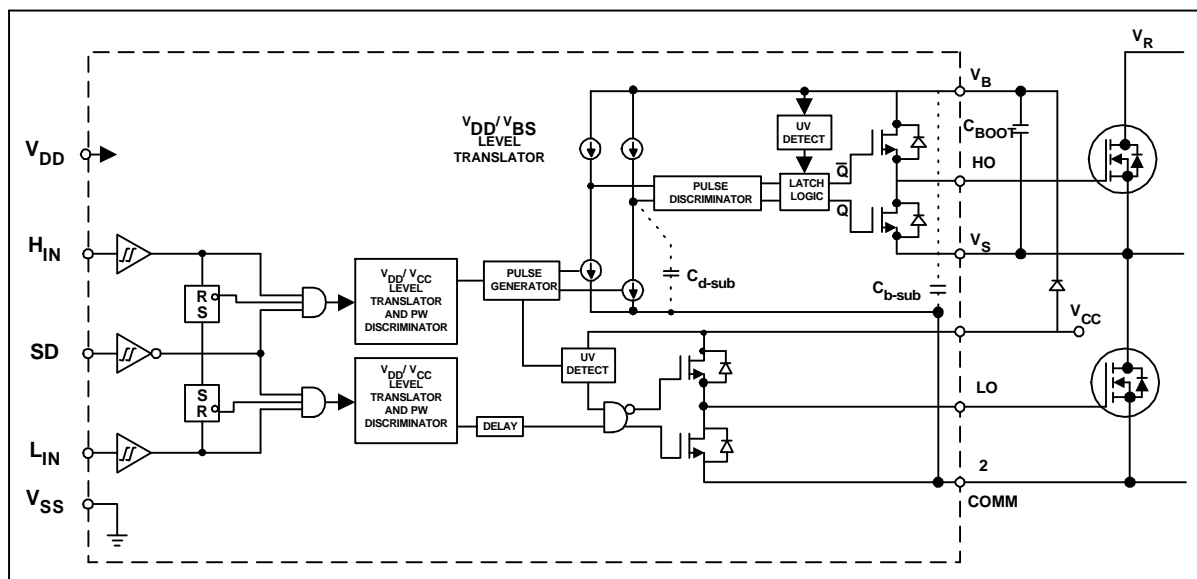 V_R
V_B
V_DD/V_BS
LEVEL
TRANSLATOR
UV
DETECT
C_BOOT
V_DD
Q̅
HO
PULSE
DISCRIMINATOR
LATCH
LOGIC
Q
H_IN
V_S
R
S
V_DD/V_CC
LEVEL
TRANSLATOR
AND PW
DISCRIMINATOR
PULSE
GENERATOR
C_d-sub
C_b-sub
V_CC
SD
UV
DETECT
S
R
V_DD/V_CC
LEVEL
TRANSLATOR
AND PW
DISCRIMINATOR
LO
DELAY
L_IN
2
V_SS
COMM